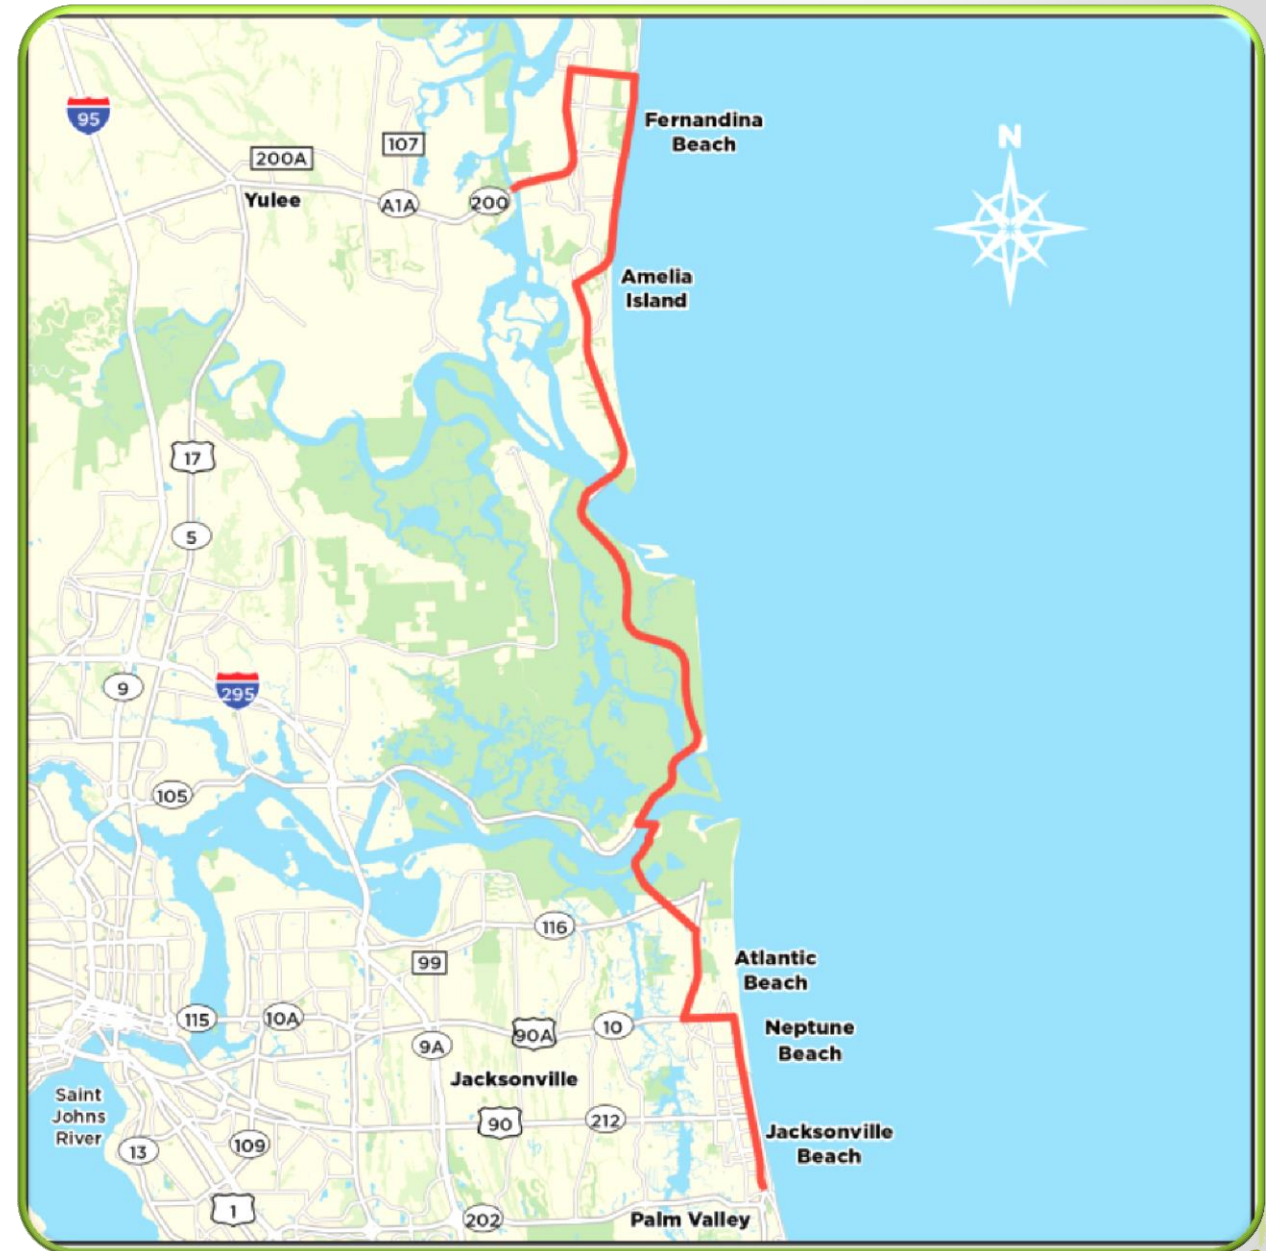 N
95
Fernandina
Beach
107
200A
Yulee
A1A
200
Amelia
Island
17
5
9
295
105
116
99
Atlantic
Beach
115
10A
90A
10
Neptune
Beach
9A
Jacksonville
Saint
Johns
River
90
212
Jacksonville
Beach
13
109
1
202
Palm Valley